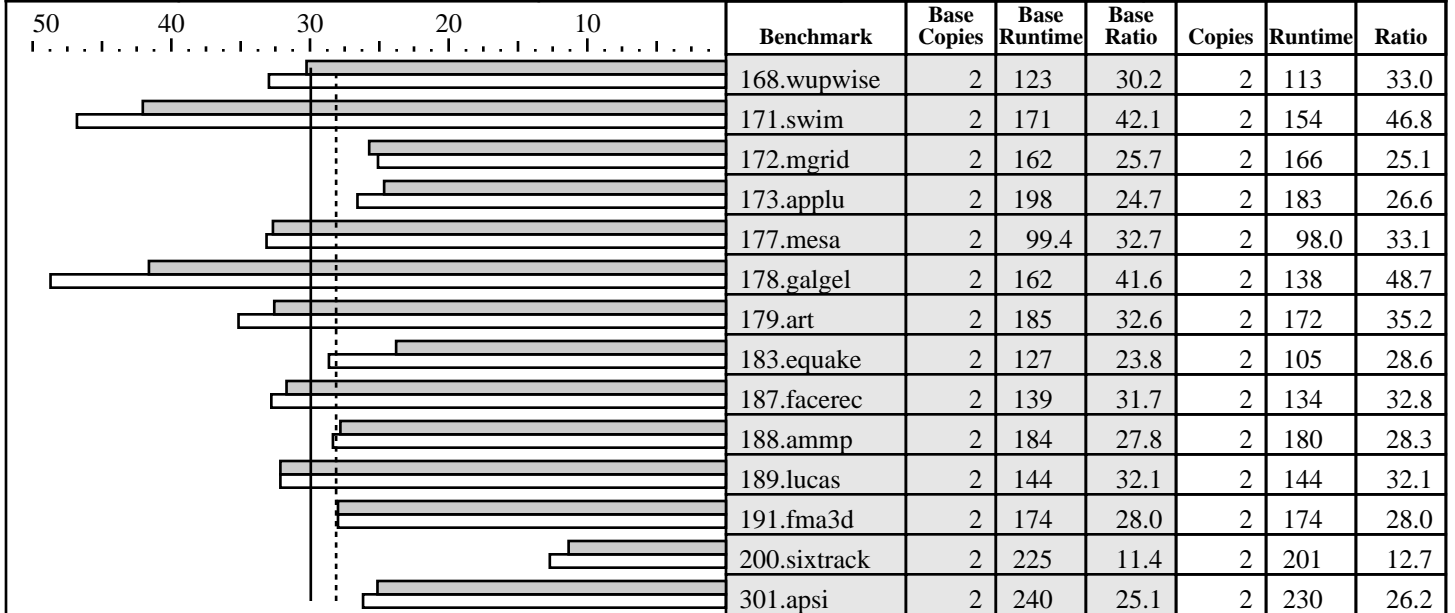 50 40 30 20 10
Benchmark Base Copies Base Runtime Base Ratio Copies Runtime Ratio
168.wupwise 2 123 30.2 2 113 33.0
171.swim 2 171 42.1 2 154 46.8
172.mgrid 2 162 25.7 2 166 25.1
173.applu 2 198 24.7 2 183 26.6
177.mesa 2 99.4 32.7 2 98.0 33.1
178.galgel 2 162 41.6 2 138 48.7
179.art 2 185 32.6 2 172 35.2
183.equake 2 127 23.8 2 105 28.6
187.facerec 2 139 31.7 2 134 32.8
188.ammp 2 184 27.8 2 180 28.3
189.lucas 2 144 32.1 2 144 32.1
191.fma3d 2 174 28.0 2 174 28.0
200.sixtrack 2 225 11.4 2 201 12.7
301.apsi 2 240 25.1 2 230 26.2